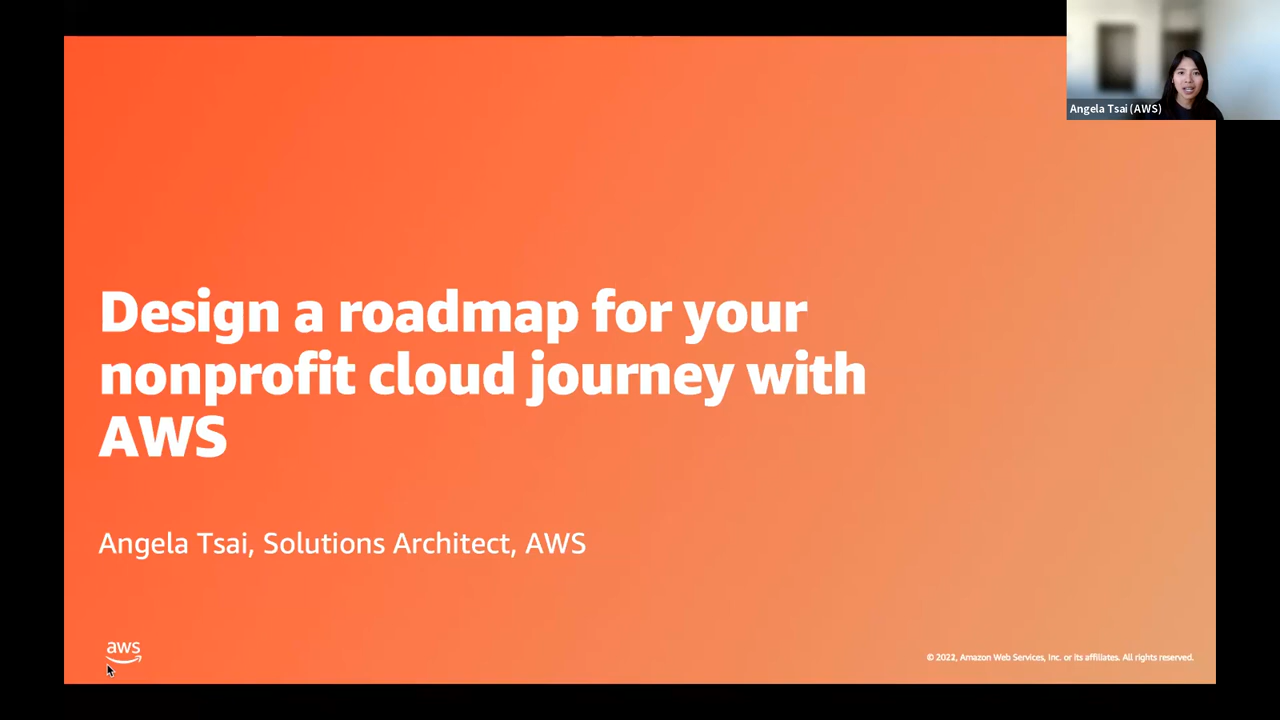 Angela Tsai (AWS)
Design a roadmap for your
nonprofit cloud journey with
AWS
Angela Tsai, Solutions Architect, AWS
aws
© 2022, Amazon Web Services, Inc. or its affiliates. All rights reserved.